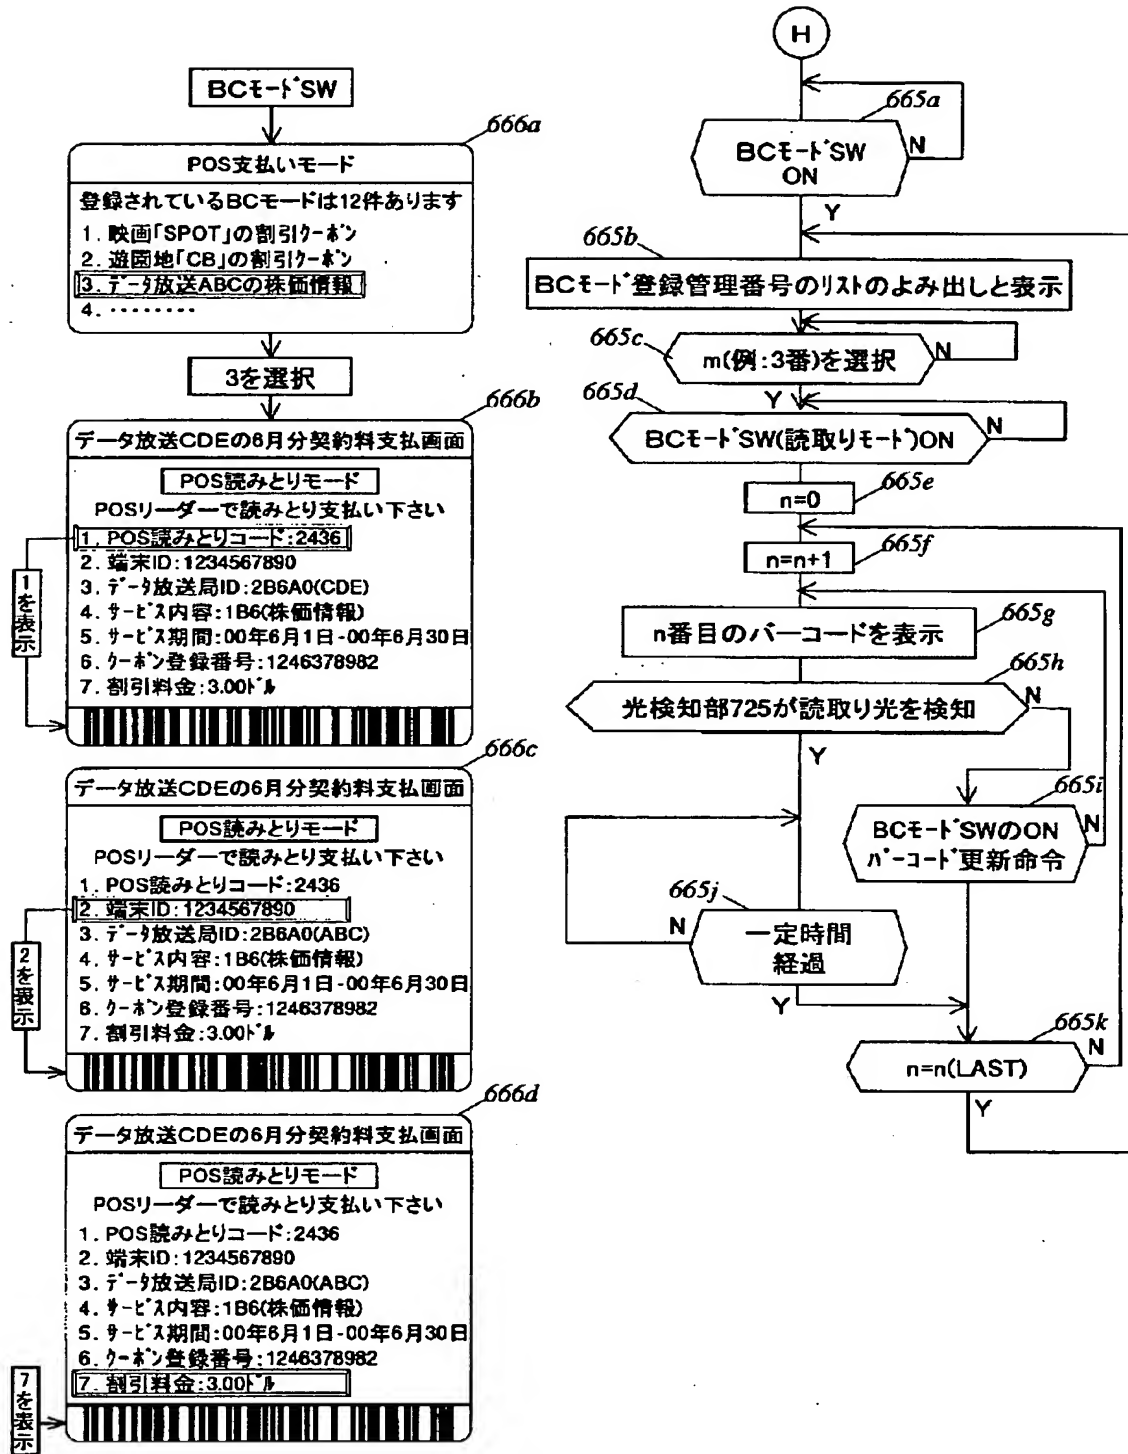 BCモードSW
666a
POS支払いモード
登録されているBCモードは12件あります
1. 映画「SPOT」の割引クーポン
2. 遊園地「CB」の割引クーポン
3. データ放送ABCの株価情報
4. ・・・・・・・・
3を選択
666b
データ放送CDEの6月分契約料支払画面
POS読みとりモード
POSリーダーで読みとり支払い下さい
1. POS読みとりコード:2436
2. 端末ID:1234567890
3. データ放送局ID:2B6A0(CDE)
4. サービス内容:1B6(株価情報)
5. サービス期間:00年6月1日-00年6月30日
6. クーポン登録番号:1246378982
7. 割引料金:3.00ドル
1を表示
666c
データ放送CDEの6月分契約料支払画面
POS読みとりモード
POSリーダーで読みとり支払い下さい
1. POS読みとりコード:2436
2. 端末ID:1234567890
3. データ放送局ID:2B6A0(ABC)
4. サービス内容:1B6(株価情報)
5. サービス期間:00年6月1日-00年6月30日
6. クーポン登録番号:1246378982
7. 割引料金:3.00ドル
2を表示
666d
データ放送CDEの6月分契約料支払画面
POS読みとりモード
POSリーダーで読みとり支払い下さい
1. POS読みとりコード:2436
2. 端末ID:1234567890
3. データ放送局ID:2B6A0(ABC)
4. サービス内容:1B6(株価情報)
5. サービス期間:00年6月1日-00年6月30日
6. クーポン登録番号:1246378982
7. 割引料金:3.00ドル
7を表示
H
665a
BCモードSW
ON
N
Y
665b
BCモード登録管理番号のリストのよみ出しと表示
665c
m(例:3番)を選択
N
Y
665d
BCモードSW(読取りモード)ON
N
665e
n=0
665f
n=n+1
665g
n番目のバーコードを表示
665h
光検知部725が読取り光を検知
N
Y
665i
BCモードSWのON
バーコード更新命令
N
665j
一定時間
経過
N
Y
665k
n=n(LAST)
N
Y